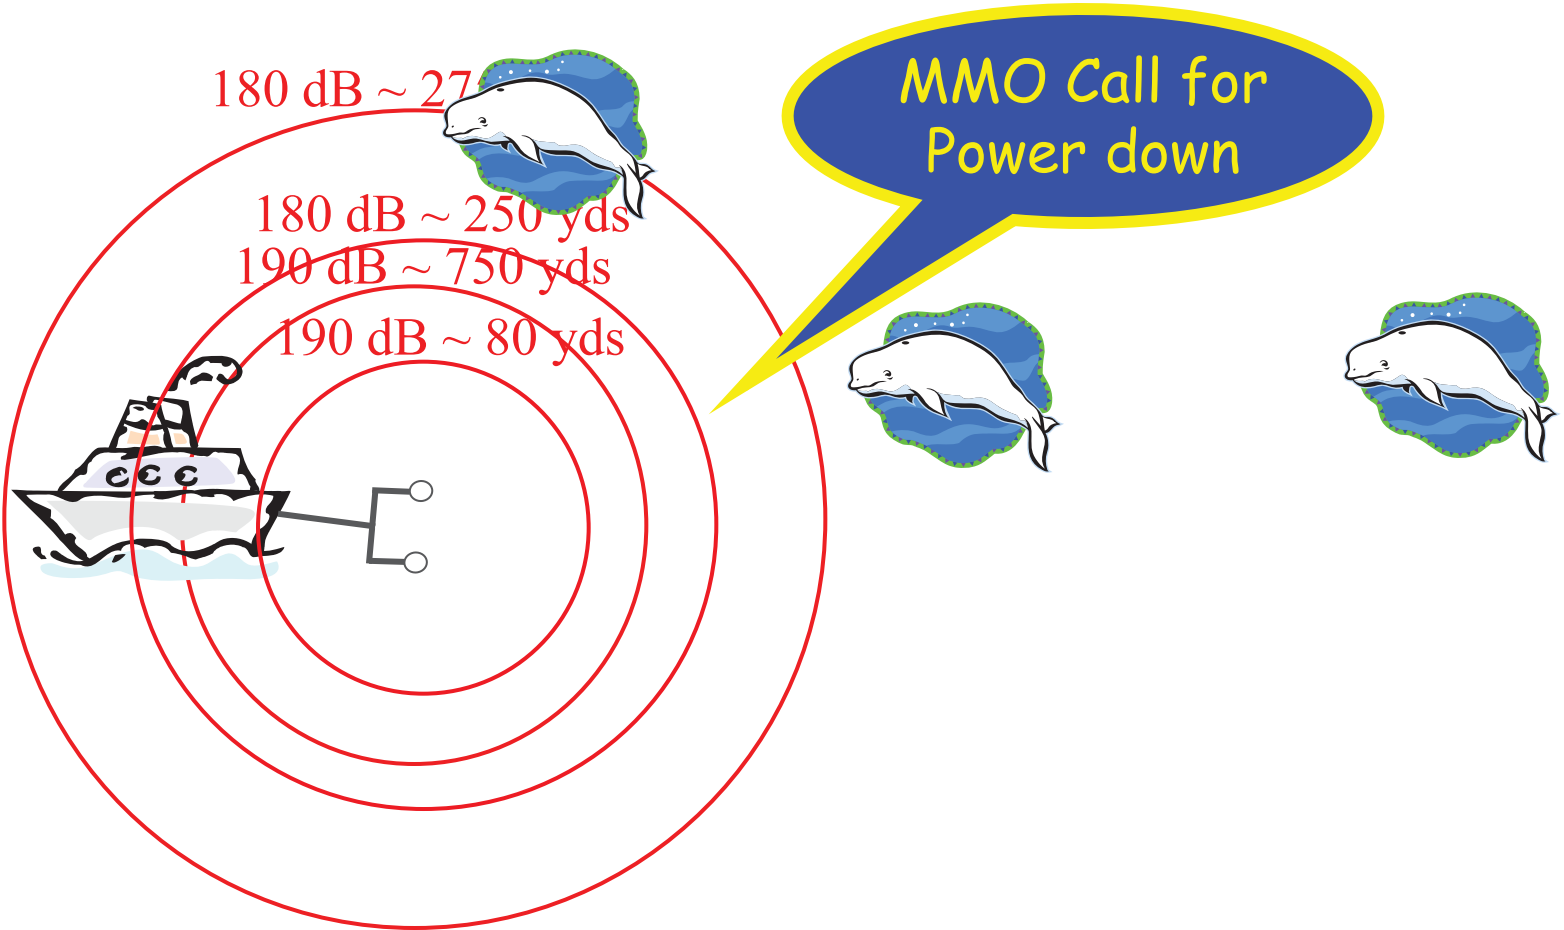 180 dB ~ 27
MMO Call for
Power down
180 dB ~ 250 yds
190 dB ~ 750 yds
190 dB ~ 80 yds